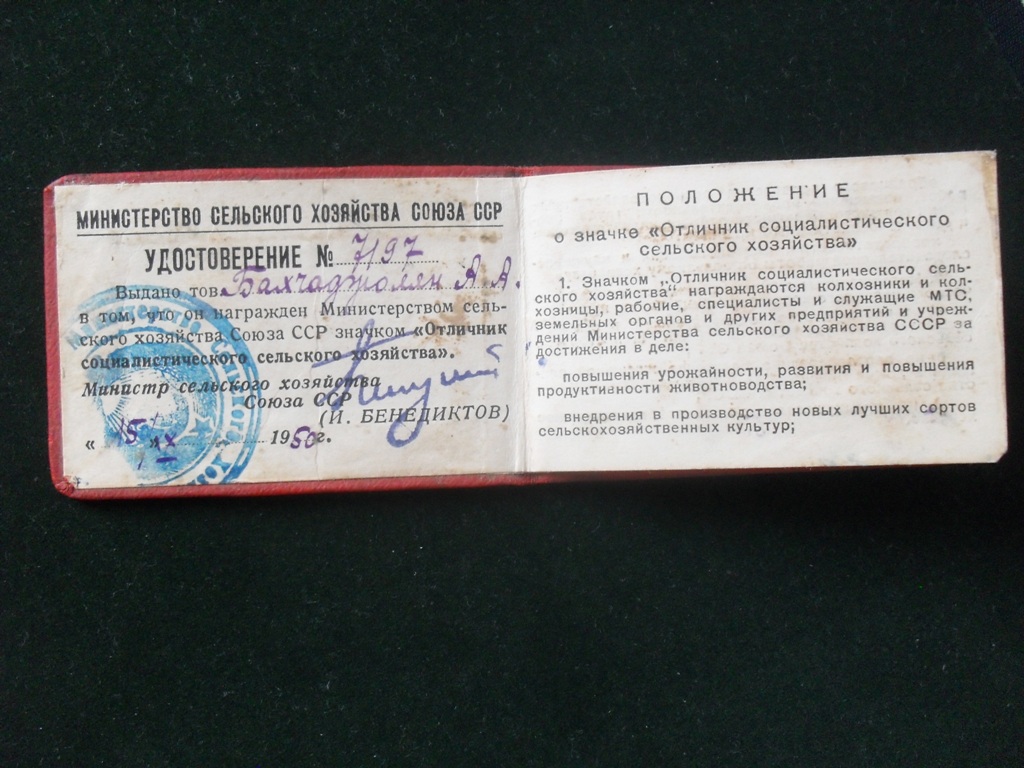 МИНИСТЕРСТВО СЕЛЬСКОГО ХОЗЯЙСТВА СОЮЗА ССР
УДОСТОВЕРЕНИЕ № 7197
Выдано тов. А. А.
в том, что он награжден Министерством сель-
ского хозяйства Союза ССР значком «Отличник
социалистического сельского хозяйства».
Министр сельского хозяйства
Союза ССР
(И. БЕНЕДИКТОВ)
« 15 » IX 1950 г.
ПОЛОЖЕНИЕ
о значке «Отличник социалистического
сельского хозяйства»
1. Значком „Отличник социалистического сель-
ского хозяйства“ награждаются колхозники и кол-
хозницы, рабочие, специалисты и служащие МТС,
земельных органов и других предприятий и учреж-
дений Министерства сельского хозяйства СССР за
достижения в деле:
повышения урожайности, развития и повышения
продуктивности животноводства;
внедрения в производство новых лучших сортов
сельскохозяйственных культур;